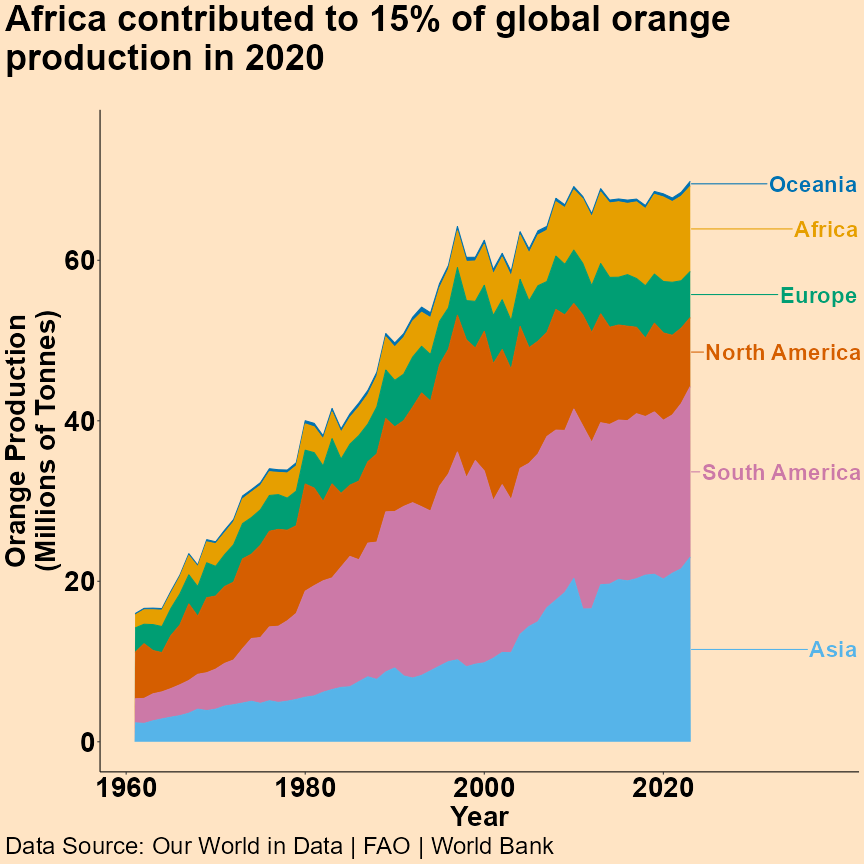 Africa contributed to 15% of global orange
production in 2020
Oceania
Africa
60
Europe
North America
Orange Production
(Millions of Tonnes)
40
South America
20
Asia
0
1960
1980
2000
2020
Year
Data Source: Our World in Data | FAO | World Bank